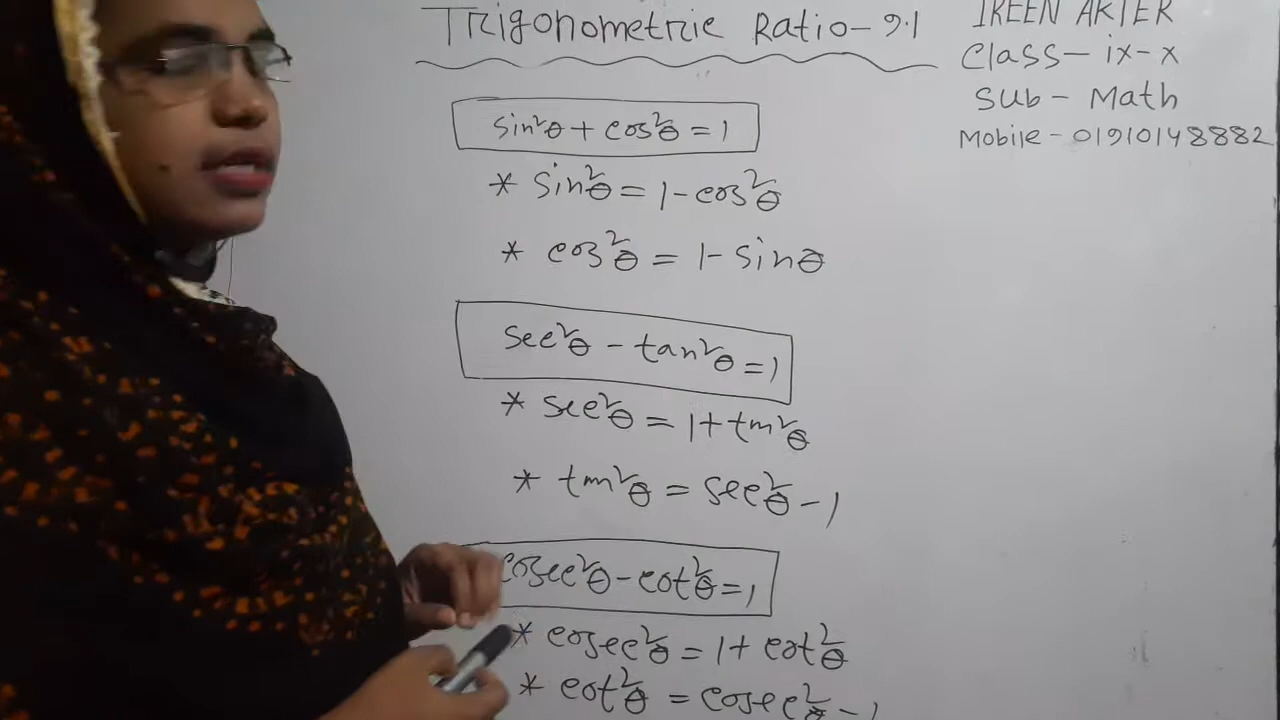 Trigonometric Ratio-9.1
IREEN AKTER
Class- ix-x
Sub - Math
Mobile - 01910148882
sin²θ + cos²θ = 1
* sin²θ = 1 - cos²θ
* cos²θ = 1 - sinθ
sec²θ - tan²θ = 1
* sec²θ = 1 + tan²θ
* tan²θ = sec²θ - 1
cosec²θ - cot²θ = 1
* cosec²θ = 1 + cot²θ
* cot²θ = cosec²θ - 1